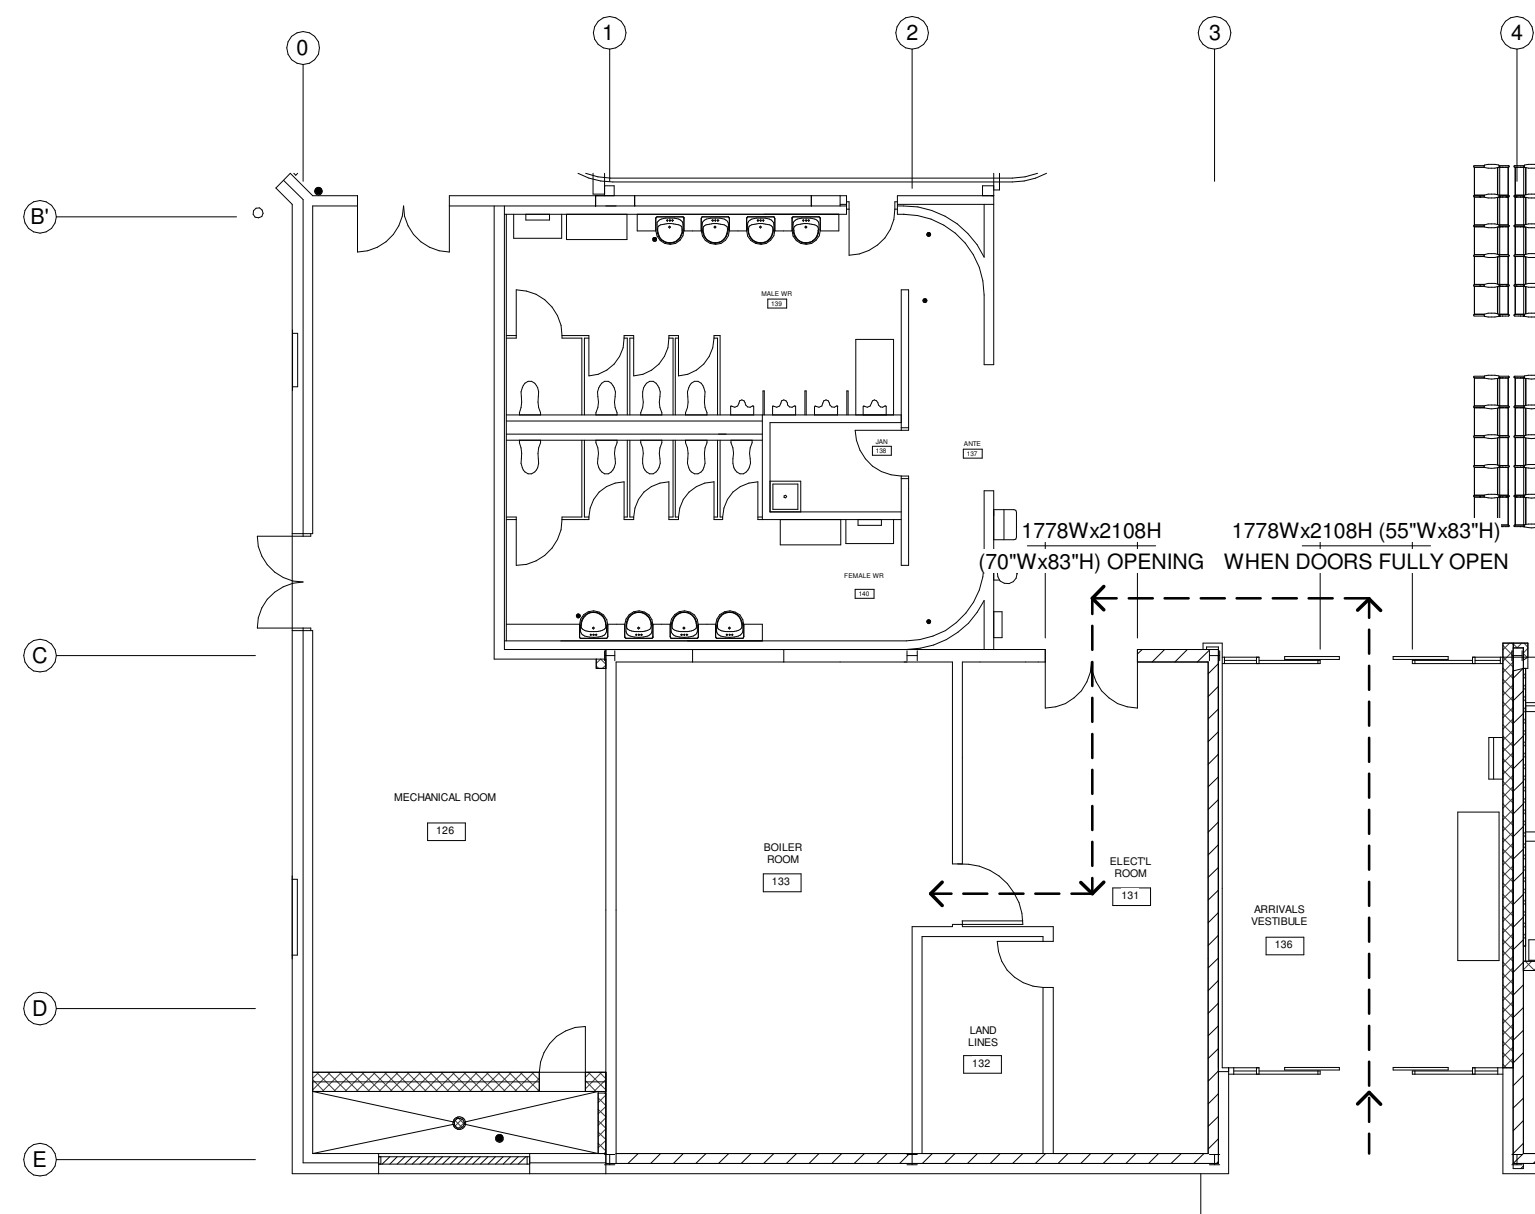 0
1
2
3
4
B'
MALE WR
139
JAN
138
ANTE
137
1778Wx2108H
(70"Wx83"H) OPENING
1778Wx2108H (55"Wx83"H)
WHEN DOORS FULLY OPEN
FEMALE WR
140
C
MECHANICAL ROOM
126
BOILER
ROOM
133
ELECT'L
ROOM
131
ARRIVALS
VESTIBULE
136
D
LAND
LINES
132
E